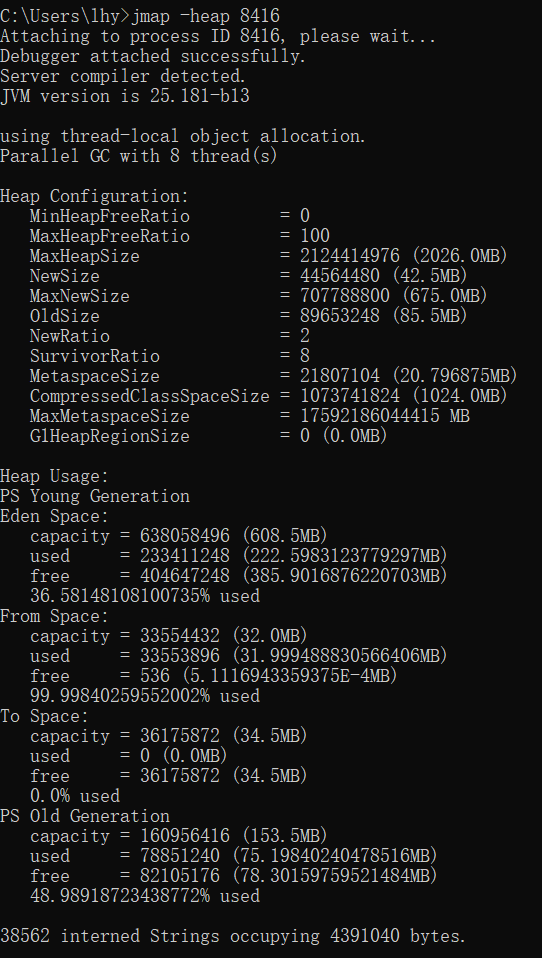 C:\Users\lhy>jmap -heap 8416
Attaching to process ID 8416, please wait...
Debugger attached successfully.
Server compiler detected.
JVM version is 25.181-b13
using thread-local object allocation.
Parallel GC with 8 thread(s)
Heap Configuration:
MinHeapFreeRatio = 0
MaxHeapFreeRatio = 100
MaxHeapSize = 2124414976 (2026.0MB)
NewSize = 44564480 (42.5MB)
MaxNewSize = 707788800 (675.0MB)
OldSize = 89653248 (85.5MB)
NewRatio = 2
SurvivorRatio = 8
MetaspaceSize = 21807104 (20.796875MB)
CompressedClassSpaceSize = 1073741824 (1024.0MB)
MaxMetaspaceSize = 17592186044415 MB
G1HeapRegionSize = 0 (0.0MB)
Heap Usage:
PS Young Generation
Eden Space:
capacity = 638058496 (608.5MB)
used = 233411248 (222.5983123779297MB)
free = 404647248 (385.9016876220703MB)
36.58148108100735% used
From Space:
capacity = 33554432 (32.0MB)
used = 33553896 (31.999488830566406MB)
free = 536 (5.1116943359375E-4MB)
99.99840259552002% used
To Space:
capacity = 36175872 (34.5MB)
used = 0 (0.0MB)
free = 36175872 (34.5MB)
0.0% used
PS Old Generation
capacity = 160956416 (153.5MB)
used = 78851240 (75.19840240478516MB)
free = 82105176 (78.30159759521484MB)
48.98918723438772% used
38562 interned Strings occupying 4391040 bytes.